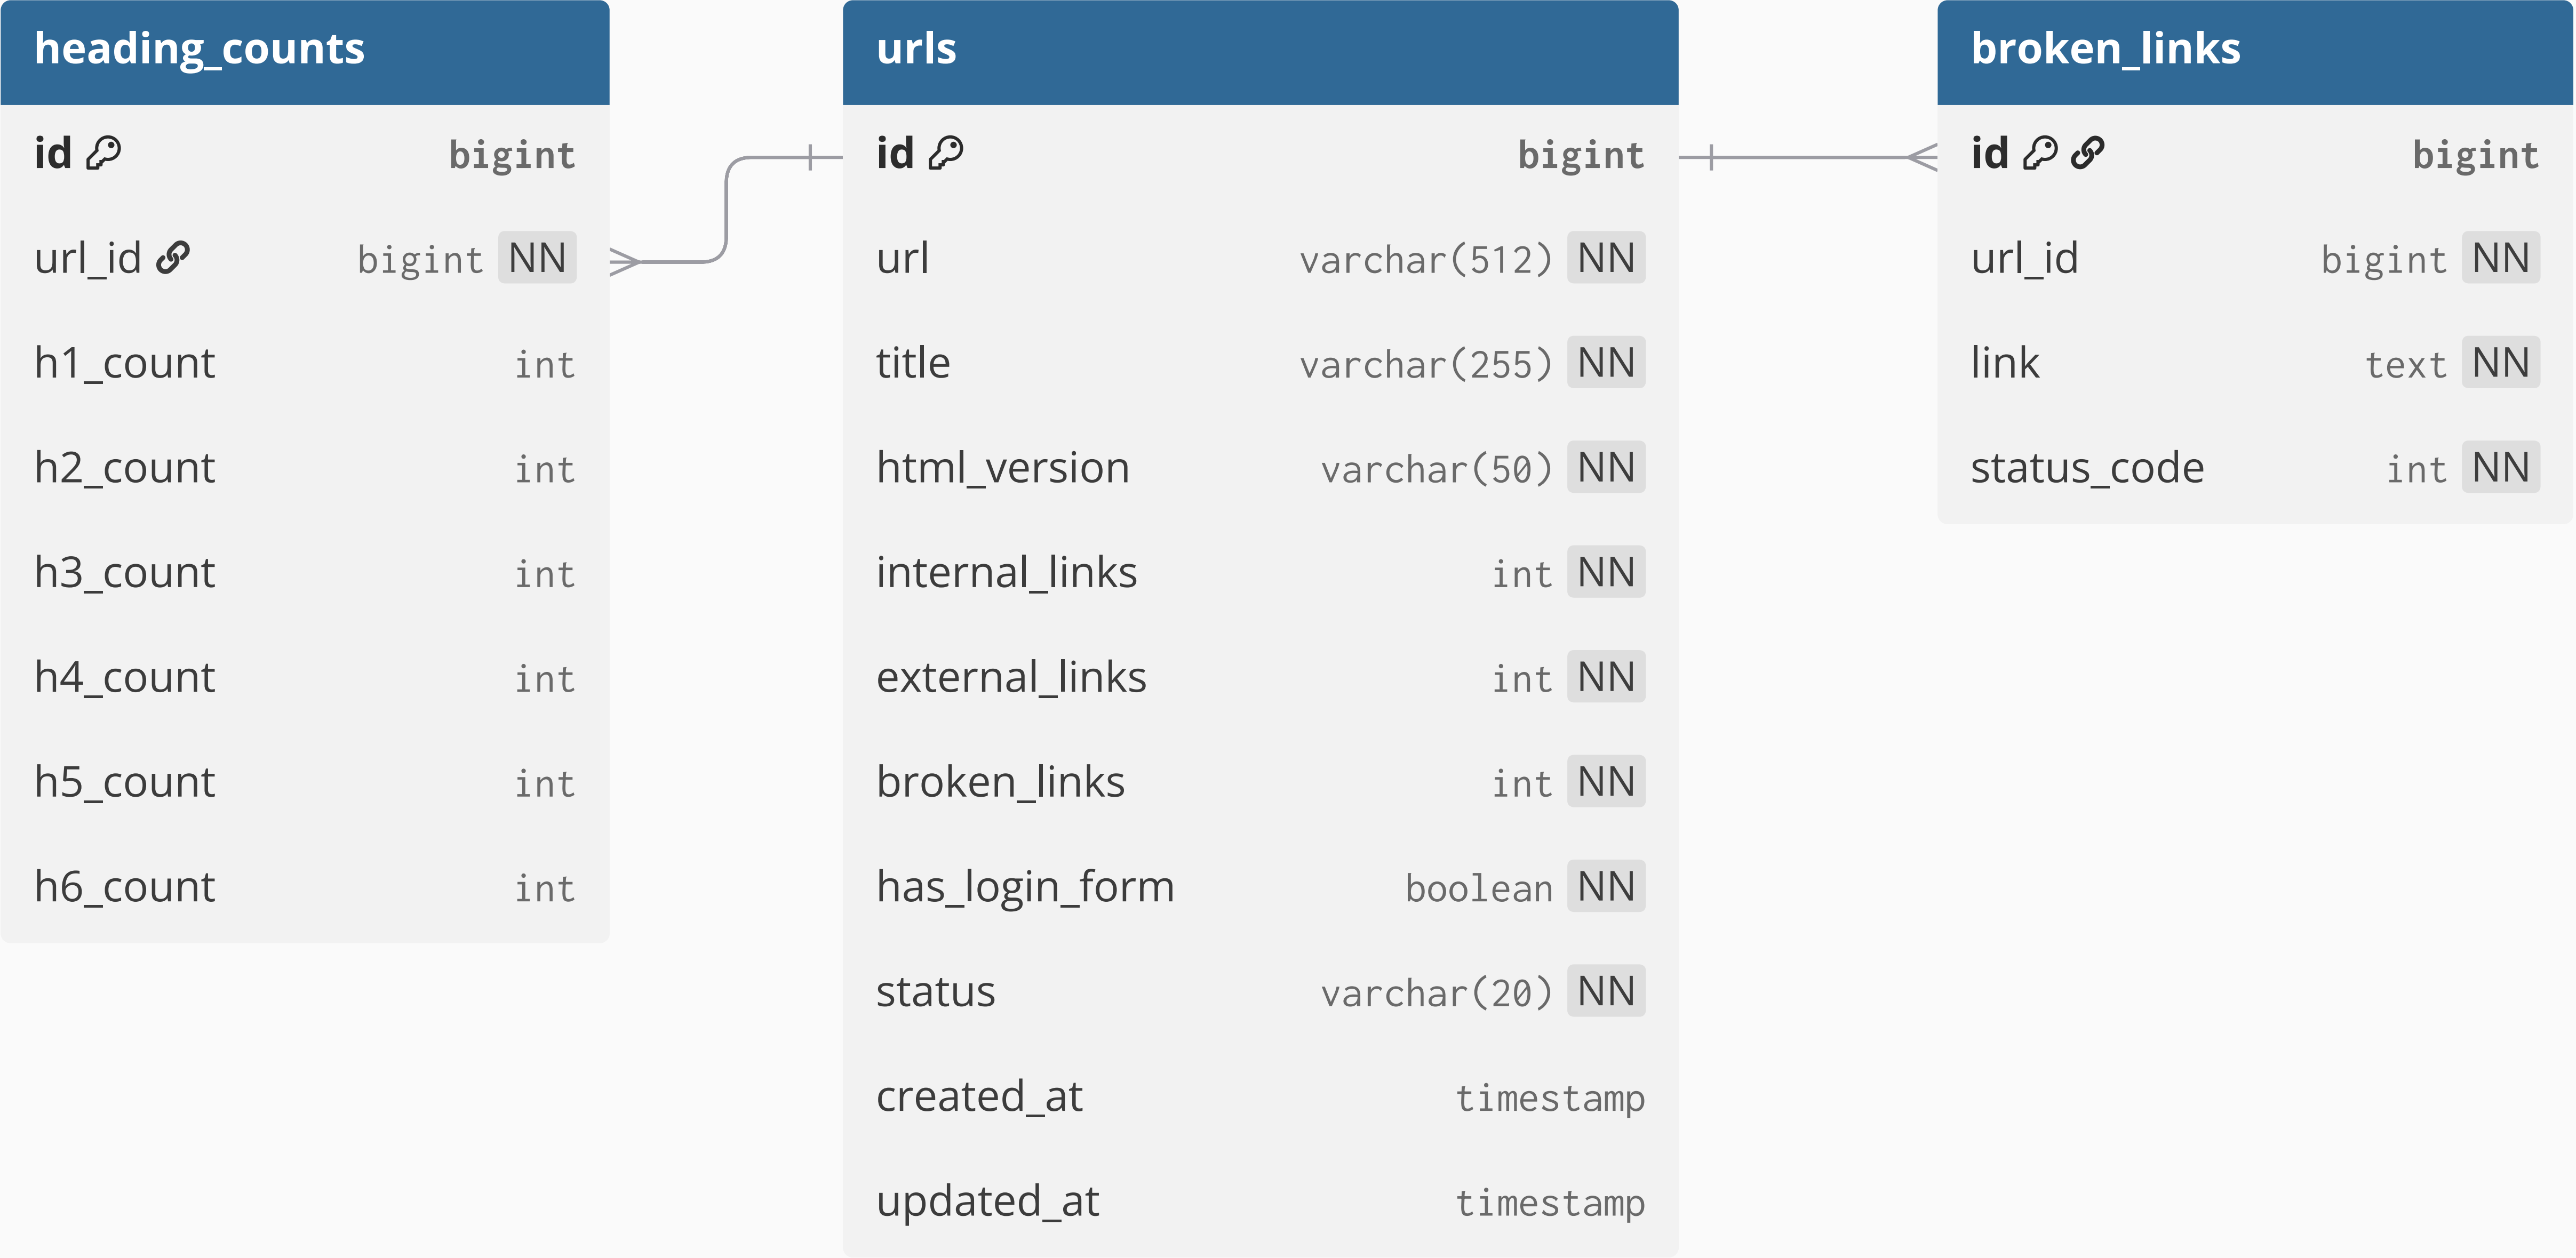 heading_counts
id bigint
url_id bigint NN
h1_count int
h2_count int
h3_count int
h4_count int
h5_count int
h6_count int
urls
id bigint
url varchar(512) NN
title varchar(255) NN
html_version varchar(50) NN
internal_links int NN
external_links int NN
broken_links int NN
has_login_form boolean NN
status varchar(20) NN
created_at timestamp
updated_at timestamp
broken_links
id bigint
url_id bigint NN
link text NN
status_code int NN